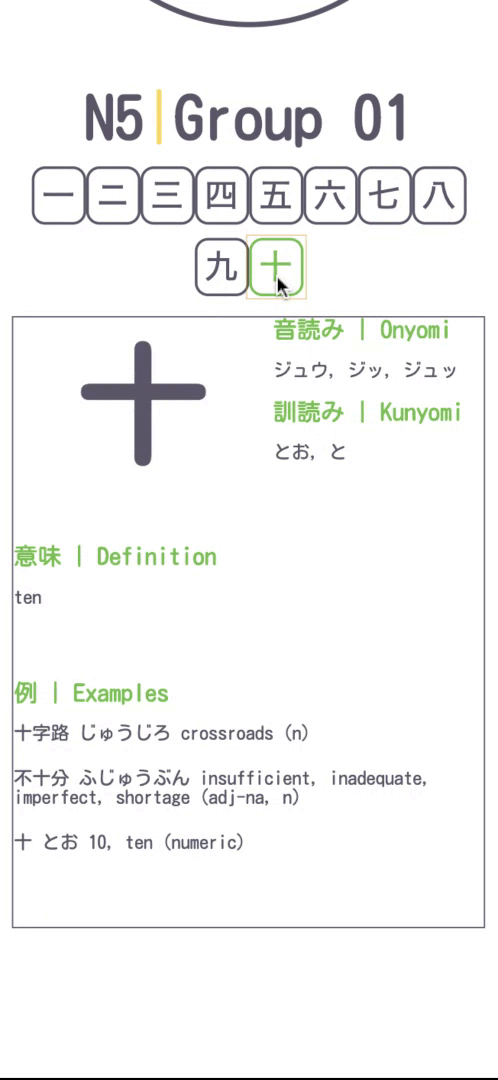 N5|Group 01
一 二 三 四 五 六 七 八
九 十
十
音読み | Onyomi
ジュウ, ジッ, ジュッ
訓読み | Kunyomi
とお, と
意味 | Definition
ten
例 | Examples
十字路 じゅうじろ crossroads (n)
不十分 ふじゅうぶん insufficient, inadequate,
imperfect, shortage (adj-na, n)
十 とお 10, ten (numeric)